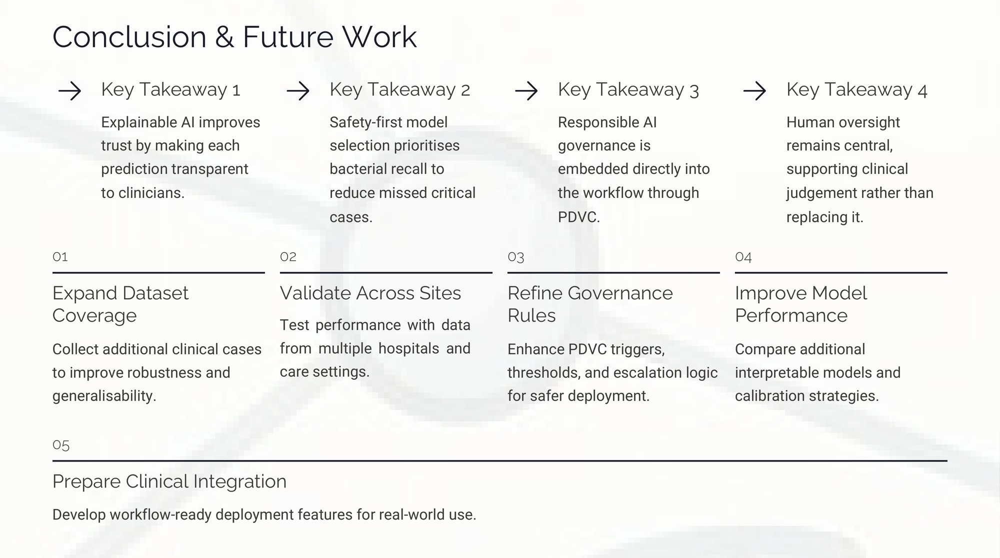 Conclusion & Future Work
Key Takeaway 1
Explainable AI improves
trust by making each
prediction transparent
to clinicians.
Key Takeaway 2
Safety-first model
selection prioritises
bacterial recall to
reduce missed critical
cases.
Key Takeaway 3
Responsible AI
governance is
embedded directly into
the workflow through
PDVC.
Key Takeaway 4
Human oversight
remains central,
supporting clinical
judgement rather than
replacing it.
01
Expand Dataset
Coverage
Collect additional clinical cases
to improve robustness and
generalisability.
02
Validate Across Sites
Test performance with data
from multiple hospitals and
care settings.
03
Refine Governance
Rules
Enhance PDVC triggers,
thresholds, and escalation logic
for safer deployment.
04
Improve Model
Performance
Compare additional
interpretable models and
calibration strategies.
05
Prepare Clinical Integration
Develop workflow-ready deployment features for real-world use.